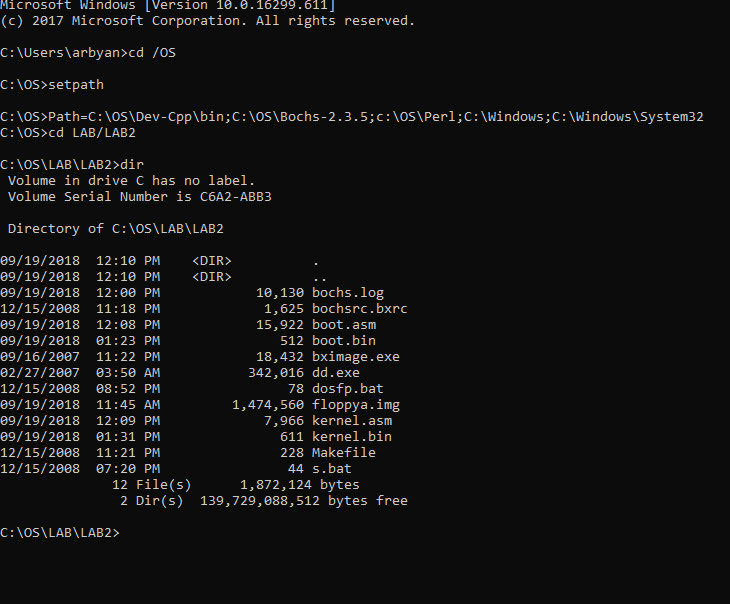 Microsoft Windows [Version 10.0.16299.611]
(c) 2017 Microsoft Corporation. All rights reserved.
C:\Users\arbyan>cd /OS
C:\OS>setpath
C:\OS>Path=C:\OS\Dev-Cpp\bin;C:\OS\Bochs-2.3.5;c:\OS\Perl;C:\Windows;C:\Windows\System32
C:\OS>cd LAB/LAB2
C:\OS\LAB\LAB2>dir
 Volume in drive C has no label.
 Volume Serial Number is C6A2-ABB3
 Directory of C:\OS\LAB\LAB2
09/19/2018  12:10 PM    <DIR>          .
09/19/2018  12:10 PM    <DIR>          ..
09/19/2018  12:00 PM            10,130 bochs.log
12/15/2008  11:18 PM             1,625 bochsrc.bxrc
09/19/2018  12:08 PM            15,922 boot.asm
09/19/2018  01:23 PM               512 boot.bin
09/16/2007  11:22 PM            18,432 bximage.exe
02/27/2007  03:50 AM           342,016 dd.exe
12/15/2008  08:52 PM                78 dosfp.bat
09/19/2018  11:45 AM         1,474,560 floppya.img
09/19/2018  12:09 PM             7,966 kernel.asm
09/19/2018  01:31 PM               611 kernel.bin
12/15/2008  11:21 PM               228 Makefile
12/15/2008  07:20 PM                44 s.bat
              12 File(s)      1,872,124 bytes
               2 Dir(s)  139,729,088,512 bytes free
C:\OS\LAB\LAB2>